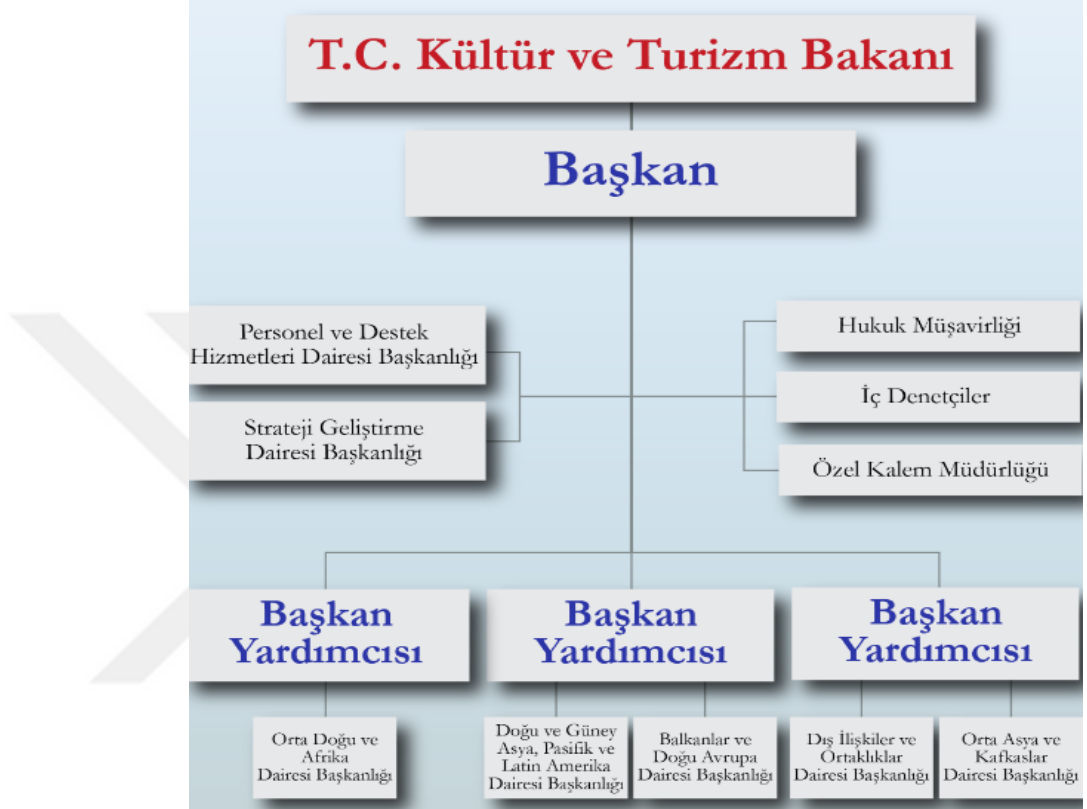 T.C. Kültür ve Turizm Bakanı
Başkan
Personel ve Destek
Hizmetleri Dairesi Başkanlığı
Strateji Geliştirme
Dairesi Başkanlığı
Hukuk Müşavirliği
İç Denetçiler
Özel Kalem Müdürlüğü
Başkan
Yardımcısı
Başkan
Yardımcısı
Başkan
Yardımcısı
Orta Doğu ve
Afrika
Dairesi Başkanlığı
Doğu ve Güney
Asya, Pasifik ve
Latin Amerika
Dairesi Başkanlığı
Balkanlar ve
Doğu Avrupa
Dairesi Başkanlığı
Dış İlişkiler ve
Ortaklıklar
Dairesi Başkanlığı
Orta Asya ve
Kafkaslar
Dairesi Başkanlığı